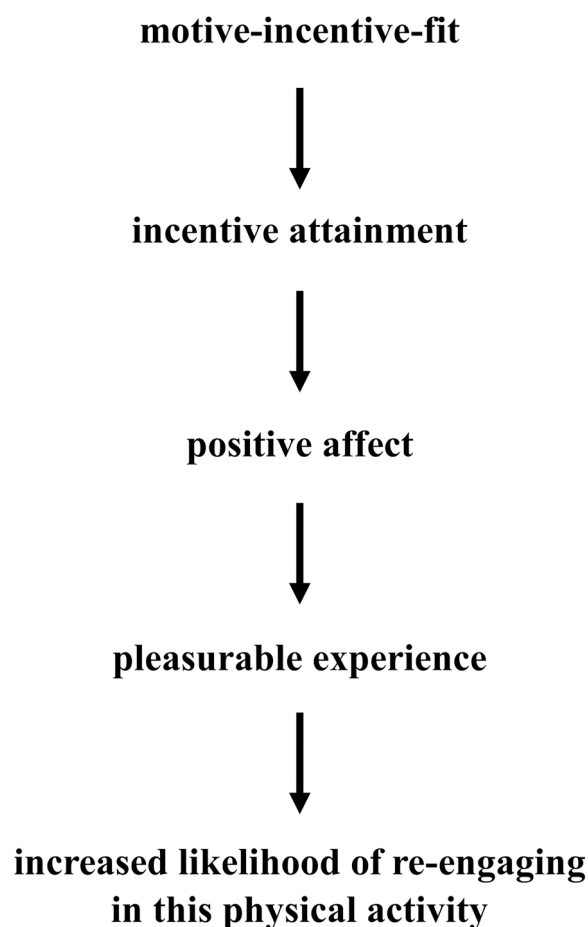 motive-incentive-fit
incentive attainment
positive affect
pleasurable experience
increased likelihood of re-engaging
in this physical activity